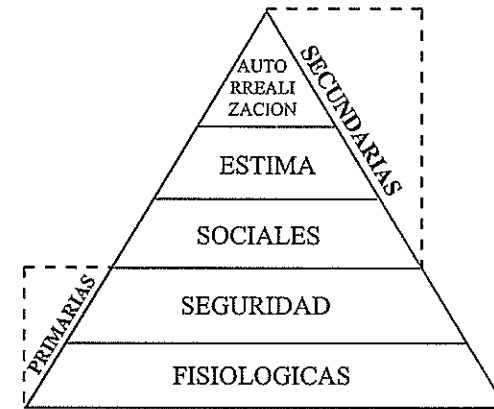 AUTO
RREALI
ZACION
SECUNDARIAS
ESTIMA
SOCIALES
PRIMARIAS
SEGURIDAD
FISIOLOGICAS